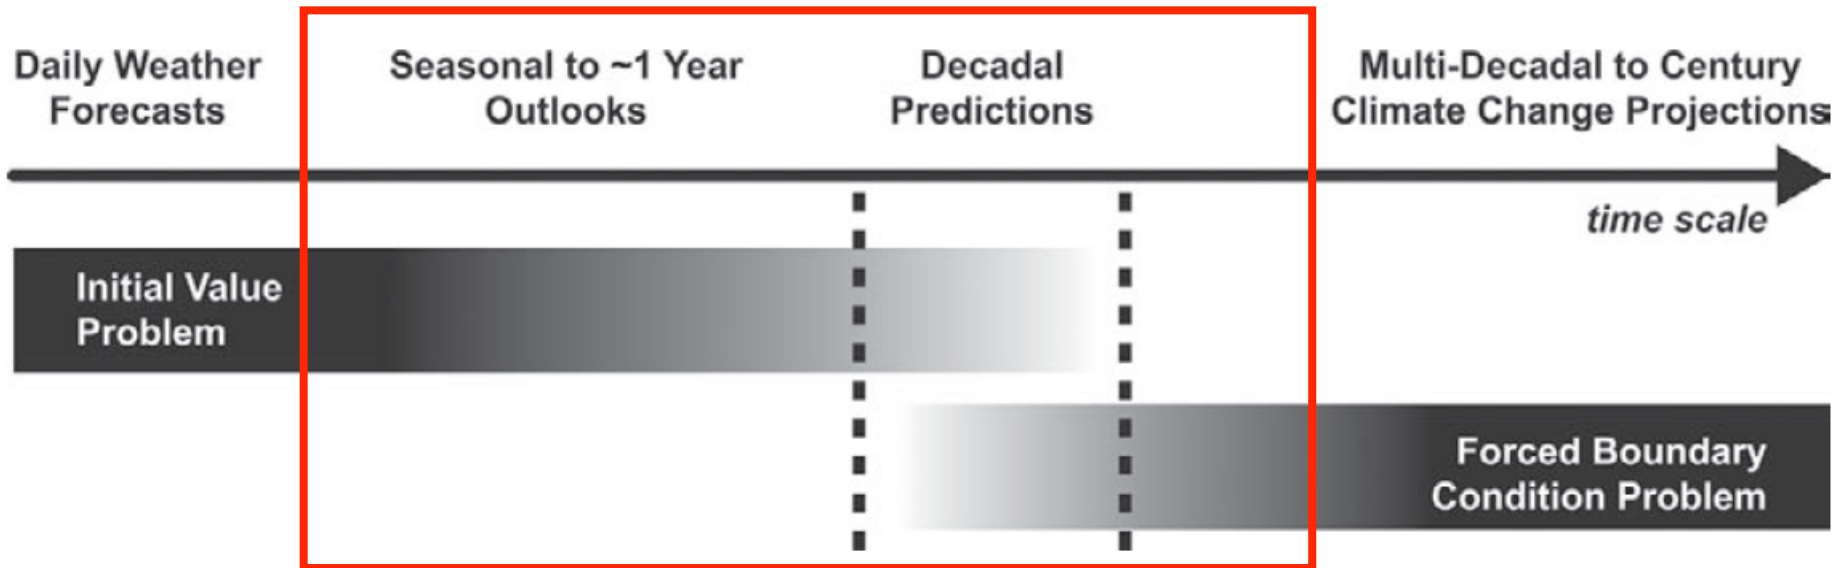 Daily Weather
Forecasts
Seasonal to ~1 Year
Outlooks
Decadal
Predictions
Multi-Decadal to Century
Climate Change Projections
time scale
Initial Value
Problem
Forced Boundary
Condition Problem